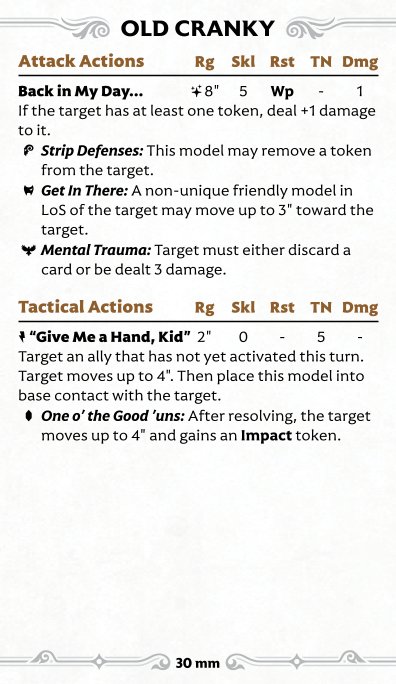 OLD CRANKY
Attack Actions Rg Skl Rst TN Dmg
Back in My Day... 8" 5 Wp - 1
If the target has at least one token, deal +1 damage
to it.
Strip Defenses: This model may remove a token
from the target.
Get In There: A non-unique friendly model in
LoS of the target may move up to 3" toward the
target.
Mental Trauma: Target must either discard a
card or be dealt 3 damage.
Tactical Actions Rg Skl Rst TN Dmg
“Give Me a Hand, Kid” 2" 0 - 5 -
Target an ally that has not yet activated this turn.
Target moves up to 4". Then place this model into
base contact with the target.
One o’ the Good ’uns: After resolving, the target
moves up to 4" and gains an Impact token.
30 mm